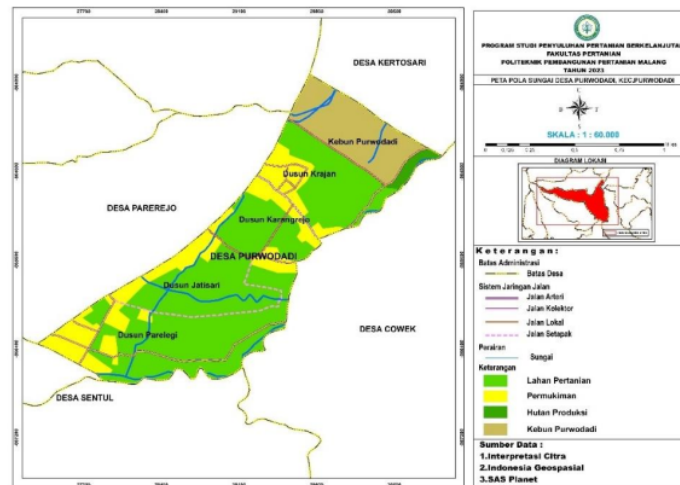 DESA KERTOSARI
Kebun Purwodadi
Dusun Krajan
DESA PAREREJO
Dusun Karangrejo
DESA PURWODADI
Dusun Jatisari
Dusun Parelegi
DESA COWEK
DESA SENTUL
PROGRAM STUDI PENYULUHAN PERTANIAN BERKELANJUTAN
FAKULTAS PERTANIAN
POLITEKNIK PEMBANGUNAN PERTANIAN MALANG
TAHUN 2023
PETA POLA SUNGAI DESA PURWODADI, KEC.PURWODADI
SKALA : 1 : 60.000
DIAGRAM LOKASI
Keterangan:
Batas Administrasi
Batas Desa
Sistem Jaringan Jalan
Jalan Arteri
Jalan Kolektor
Jalan Lokal
Jalan Setapak
Perairan
Sungai
Keterangan
Lahan Pertanian
Permukiman
Hutan Produksi
Kebun Purwodadi
Sumber Data :
1.Interpretasi Citra
2.Indonesia Geospasial
3.SAS Planet